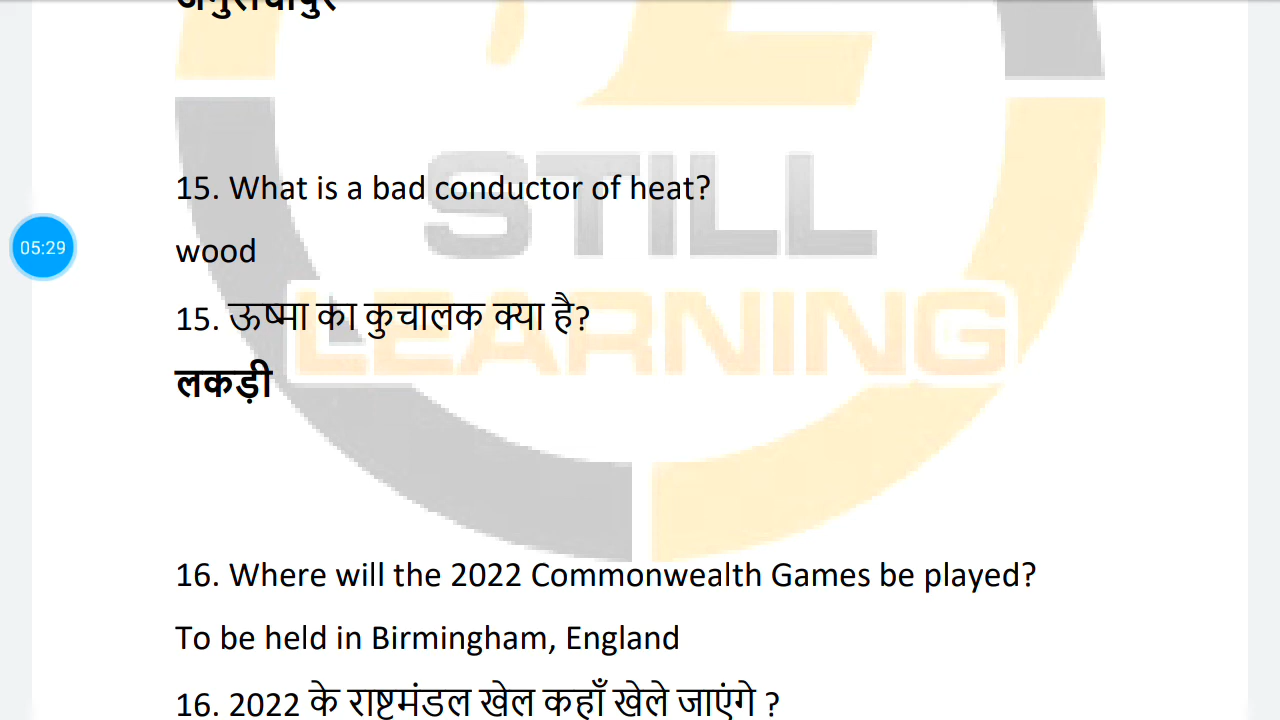 अनुराधापुर
15. What is a bad conductor of heat?
05:29
wood
15. ऊष्मा का कुचालक क्या है?
लकड़ी
STILL
LEARNING
16. Where will the 2022 Commonwealth Games be played?
To be held in Birmingham, England
16. 2022 के राष्ट्रमंडल खेल कहाँ खेले जाएंगे ?